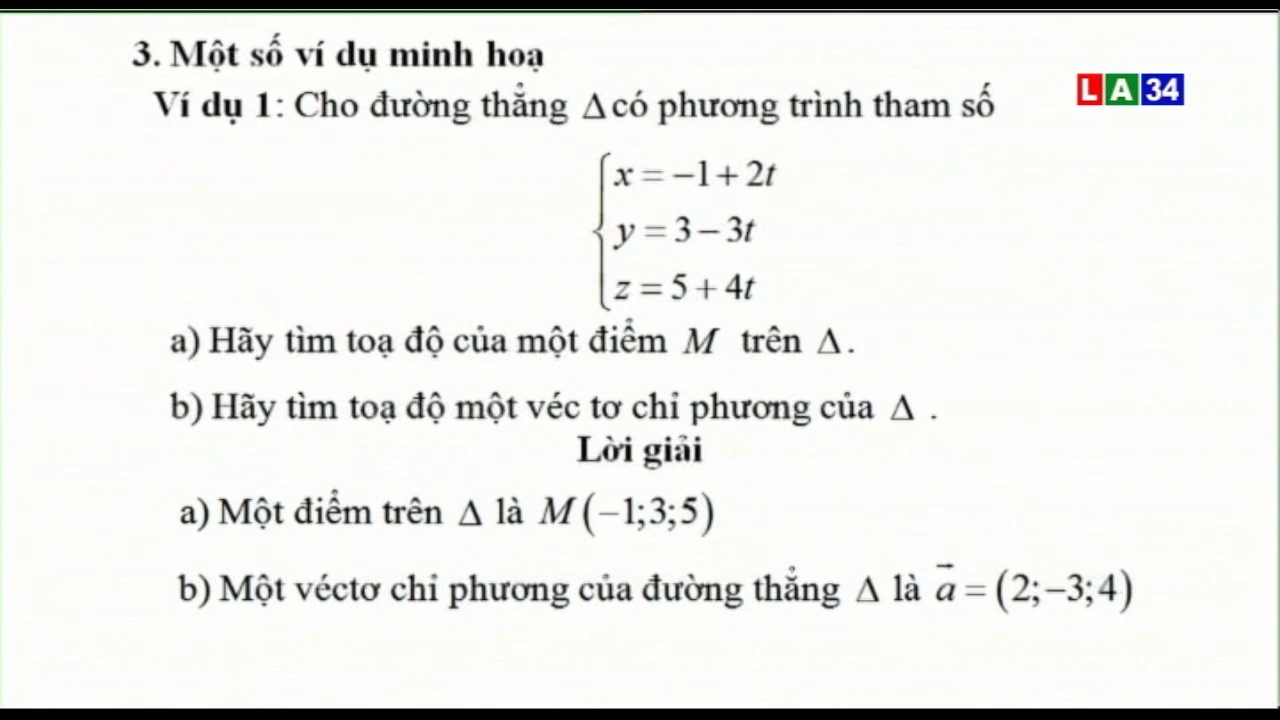 3. Một số ví dụ minh hoạ
Ví dụ 1: Cho đường thẳng Δ có phương trình tham số
LA34
x = −1 + 2t
y = 3 − 3t
z = 5 + 4t
a) Hãy tìm toạ độ của một điểm M trên Δ.
b) Hãy tìm toạ độ một véc tơ chỉ phương của Δ .
Lời giải
a) Một điểm trên Δ là M(−1;3;5)
b) Một véctơ chỉ phương của đường thẳng Δ là a⃗ = (2;−3;4)